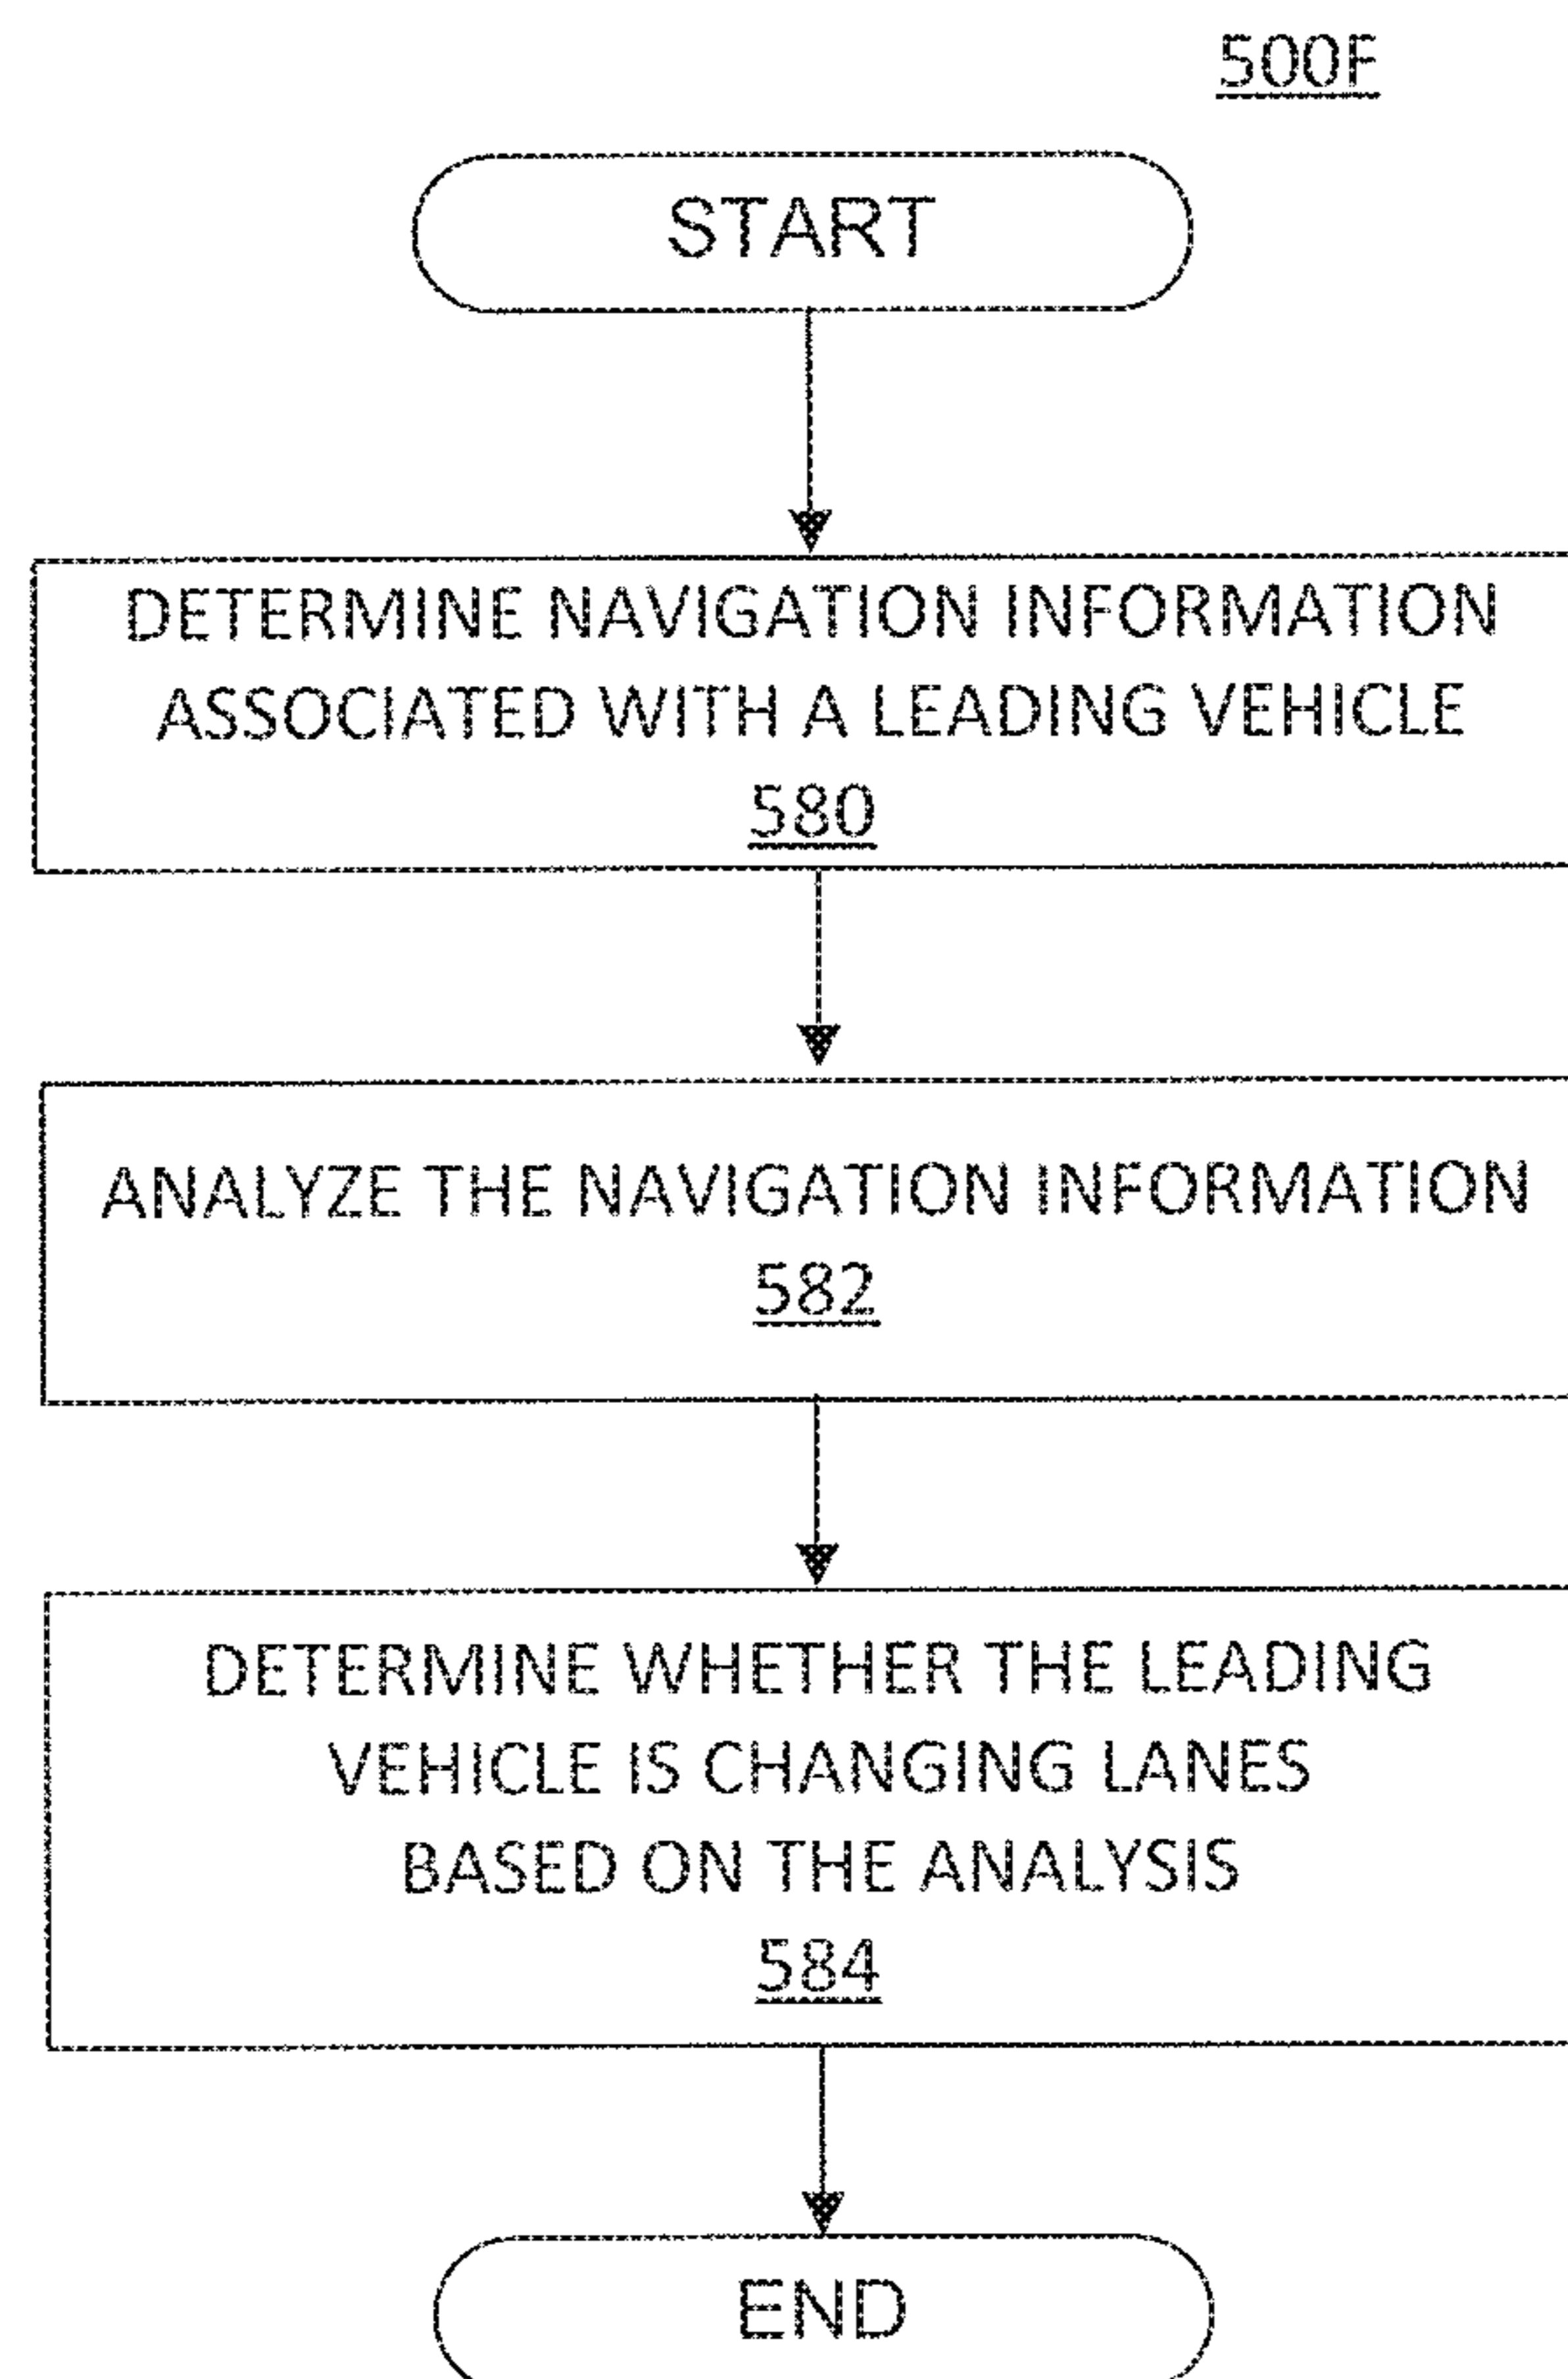 500F
START
DETERMINE NAVIGATION INFORMATION
ASSOCIATED WITH A LEADING VEHICLE
580
ANALYZE THE NAVIGATION INFORMATION
582
DETERMINE WHETHER THE LEADING
VEHICLE IS CHANGING LANES
BASED ON THE ANALYSIS
584
END